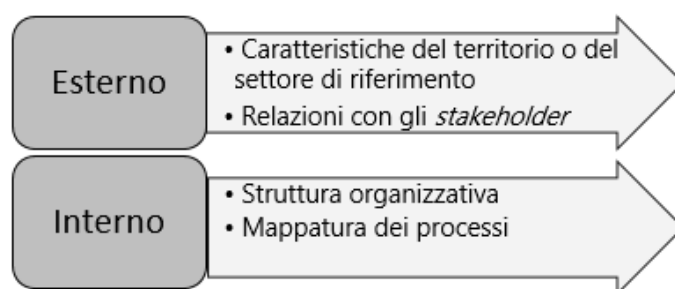 Esterno
• Caratteristiche del territorio o del
settore di riferimento
• Relazioni con gli stakeholder
Interno
• Struttura organizzativa
• Mappatura dei processi